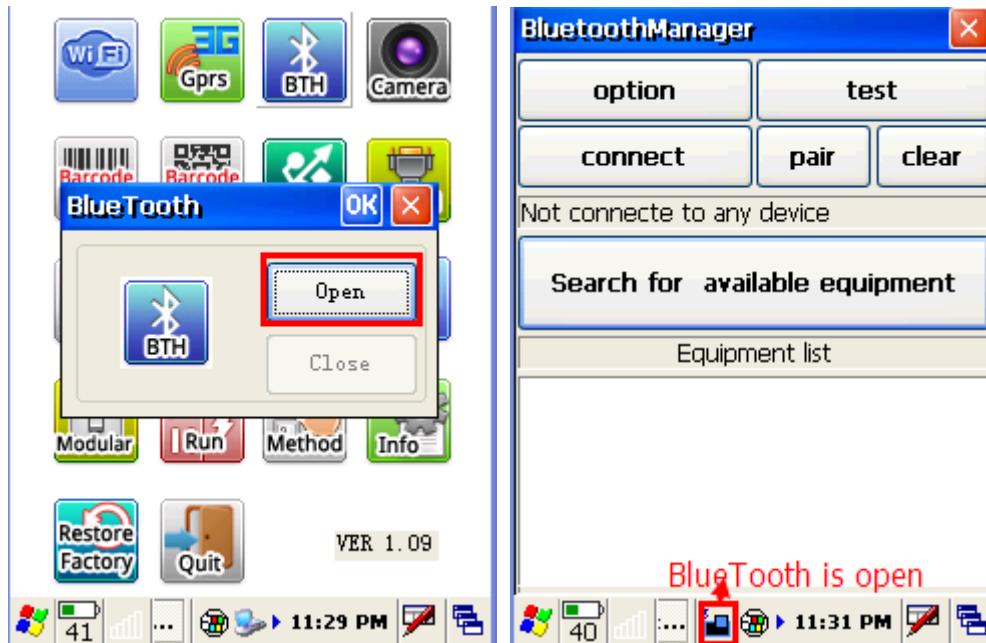 Wi Fi
3G
Gprs
BTH
Camera
Barcode
Barcode
BlueTooth
OK
BTH
Open
Close
Modular
Run
Method
Info
Restore
Factory
Quit
VER 1.09
41
...
11:29 PM
BluetoothManager
option
test
connect
pair
clear
Not connecte to any device
Search for available equipment
Equipment list
BlueTooth is open
40
:...
11:31 PM